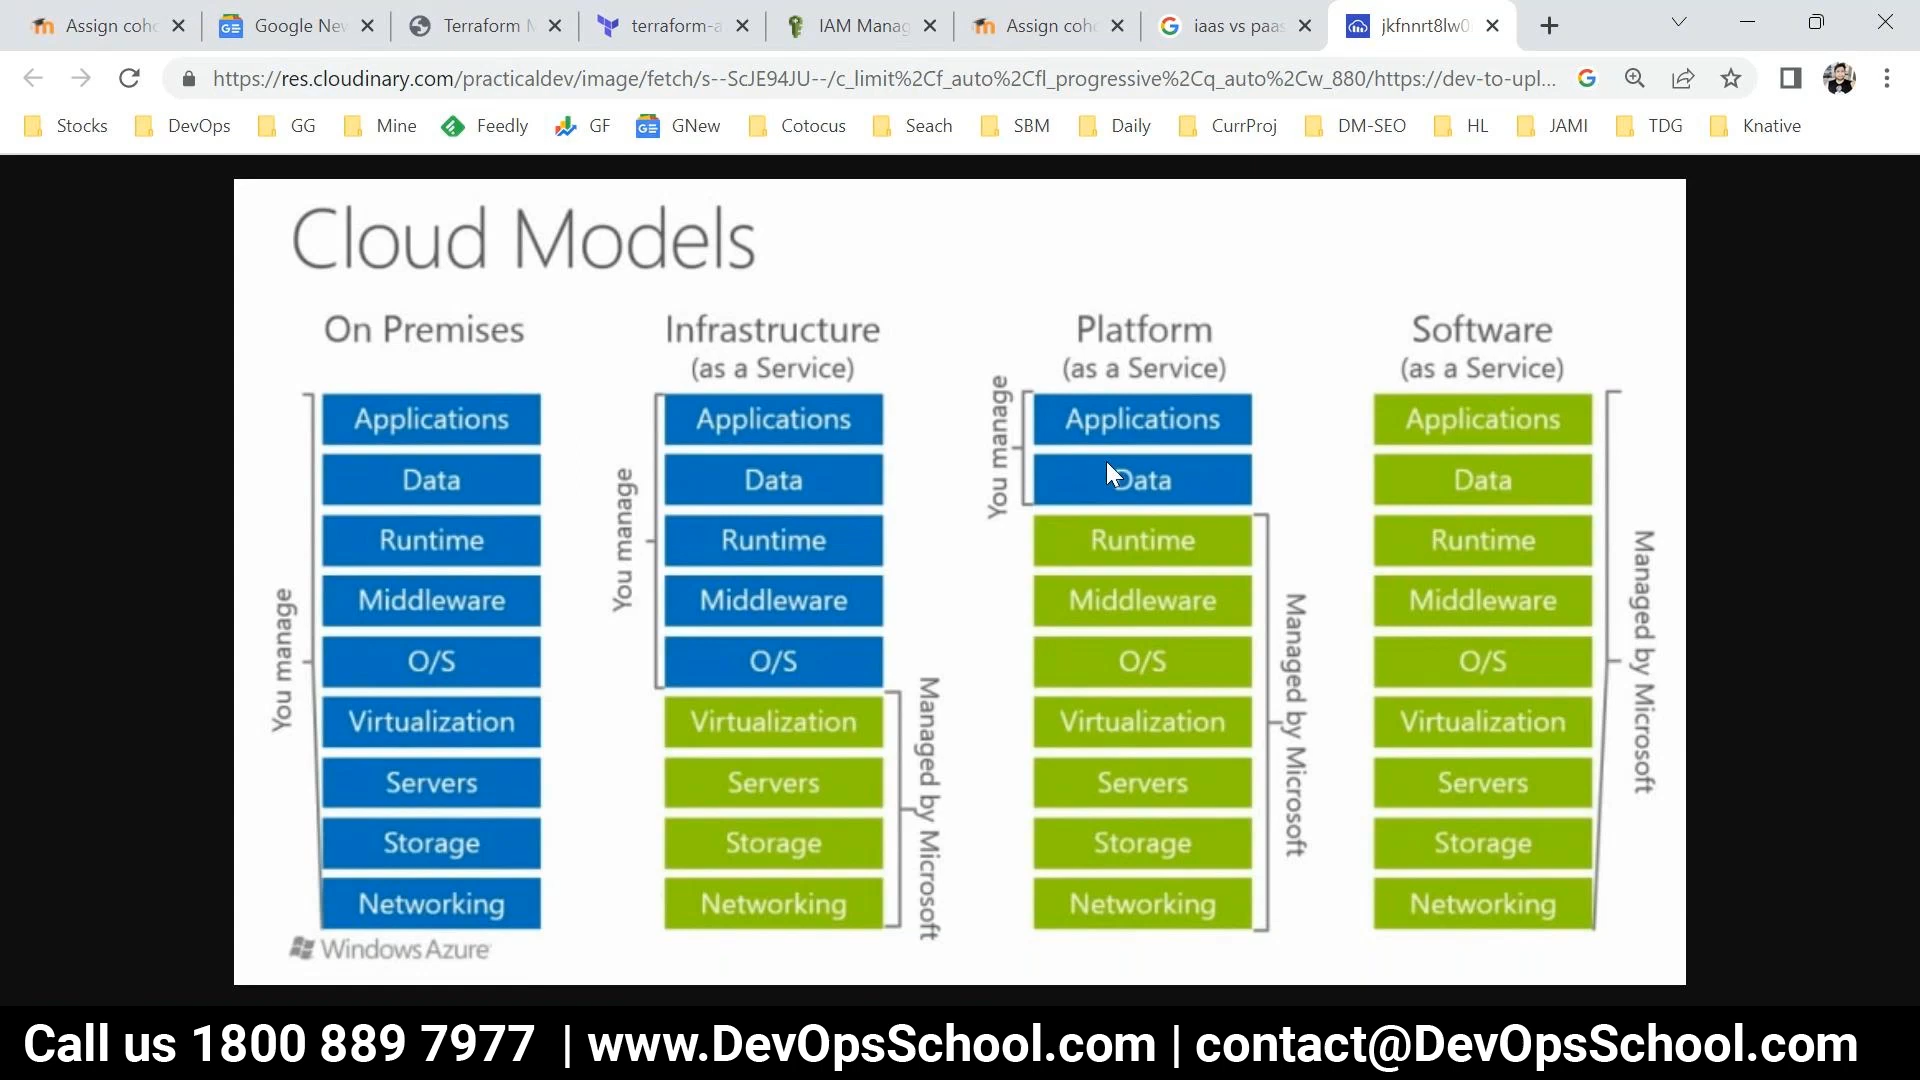 Assign coho
Google Nev
Terraform M
terraform-a
IAM Manag
Assign coho
iaas vs paas
jkfnnrt8lw0
https://res.cloudinary.com/practicaldev/image/fetch/s--ScJE94JU--/c_limit%2Cf_auto%2Cfl_progressive%2Cq_auto%2Cw_880/https://dev-to-upl...
Stocks
DevOps
GG
Mine
Feedly
GF
GNew
Cotocus
Seach
SBM
Daily
CurrProj
DM-SEO
HL
JAMI
TDG
Knative
Cloud Models
On Premises
You manage
Applications
Data
Runtime
Middleware
O/S
Virtualization
Servers
Storage
Networking
Infrastructure
(as a Service)
You manage
Applications
Data
Runtime
Middleware
O/S
Virtualization
Servers
Storage
Networking
Managed by Microsoft
Platform
(as a Service)
You manage
Applications
Data
Runtime
Middleware
O/S
Virtualization
Servers
Storage
Networking
Managed by Microsoft
Software
(as a Service)
Applications
Data
Runtime
Middleware
O/S
Virtualization
Servers
Storage
Networking
Managed by Microsoft
Windows Azure
Call us 1800 889 7977 | www.DevOpsSchool.com | contact@DevOpsSchool.com